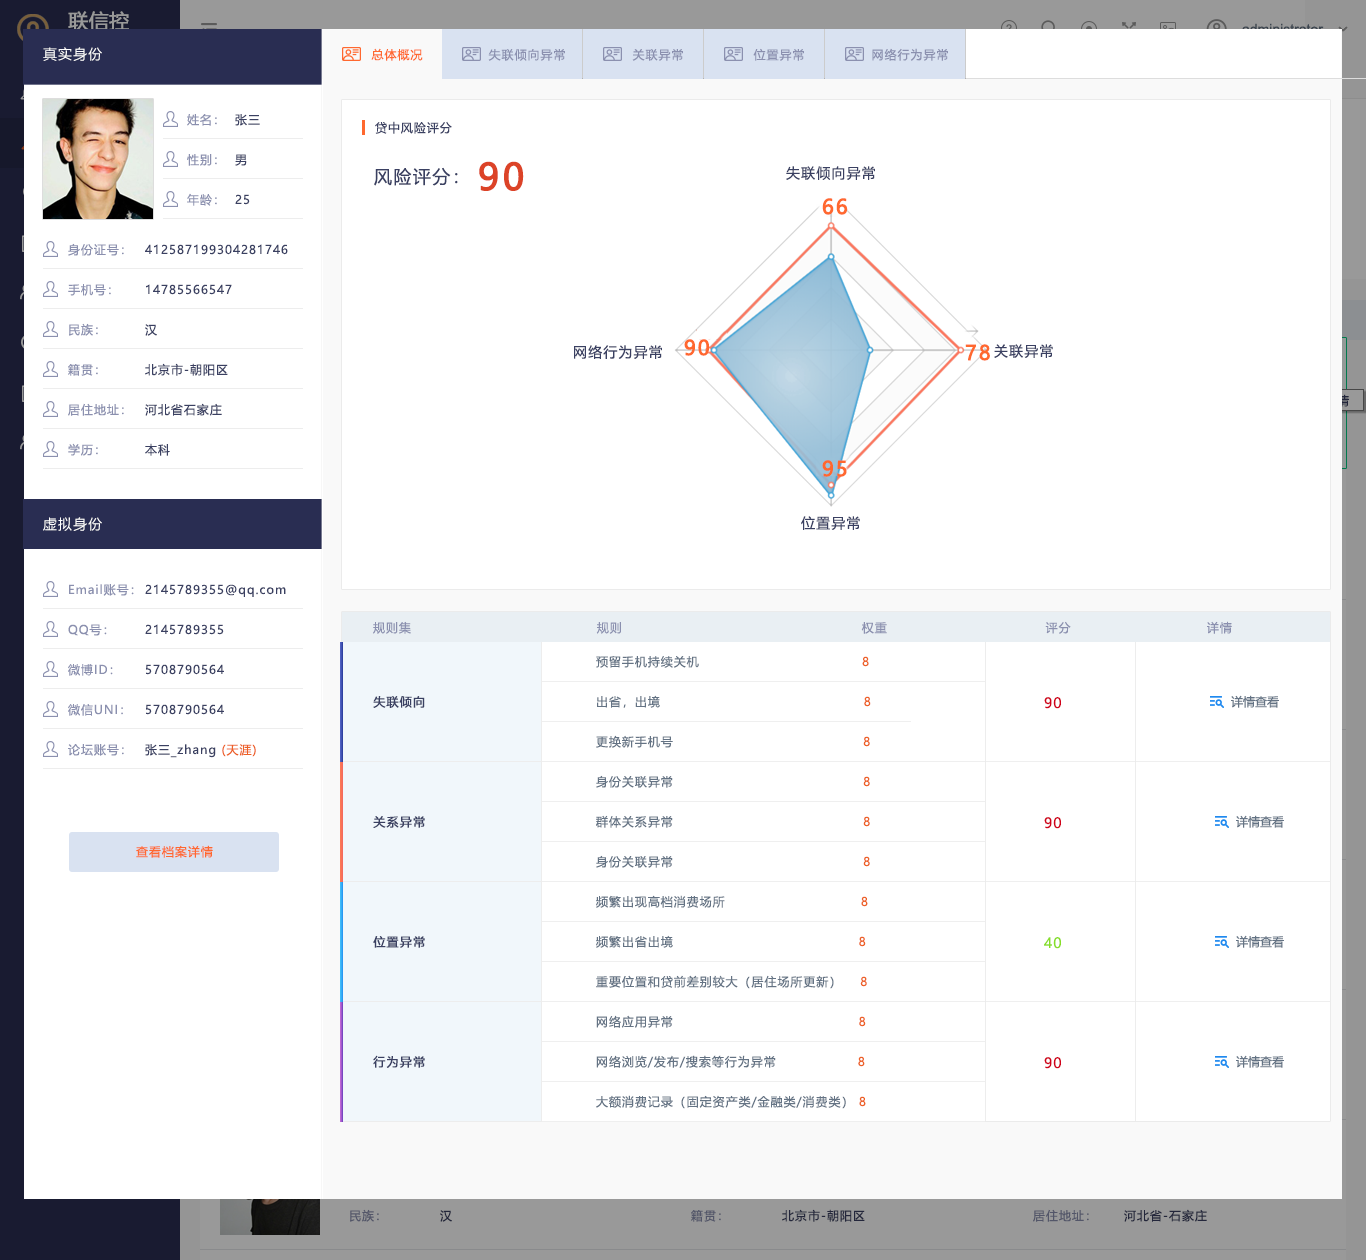 联信控
administrator
真实身份
总体概况
失联倾向异常
关联异常
位置异常
网络行为异常
姓名： 张三
性别： 男
年龄： 25
身份证号： 412587199304281746
手机号： 14785566547
民族： 汉
籍贯： 北京市-朝阳区
居住地址： 河北省石家庄
学历： 本科
虚拟身份
Email账号： 2145789355@qq.com
QQ号： 2145789355
微博ID： 5708790564
微信UNI： 5708790564
论坛账号： 张三_zhang (天涯)
查看档案详情
贷中风险评分
风险评分： 90
失联倾向异常
66
网络行为异常
90
78
关联异常
95
位置异常
情
规则集 规则 权重 评分 详情
失联倾向
预留手机持续关机 8
出省，出境 8
更换新手机号 8
90
详情查看
关系异常
身份关联异常 8
群体关系异常 8
身份关联异常 8
90
详情查看
位置异常
频繁出现高档消费场所 8
频繁出省出境 8
重要位置和贷前差别较大（居住场所更新） 8
40
详情查看
行为异常
网络应用异常 8
网络浏览/发布/搜索等行为异常 8
大额消费记录（固定资产类/金融类/消费类） 8
90
详情查看
民族： 汉 籍贯： 北京市-朝阳区 居住地址： 河北省-石家庄